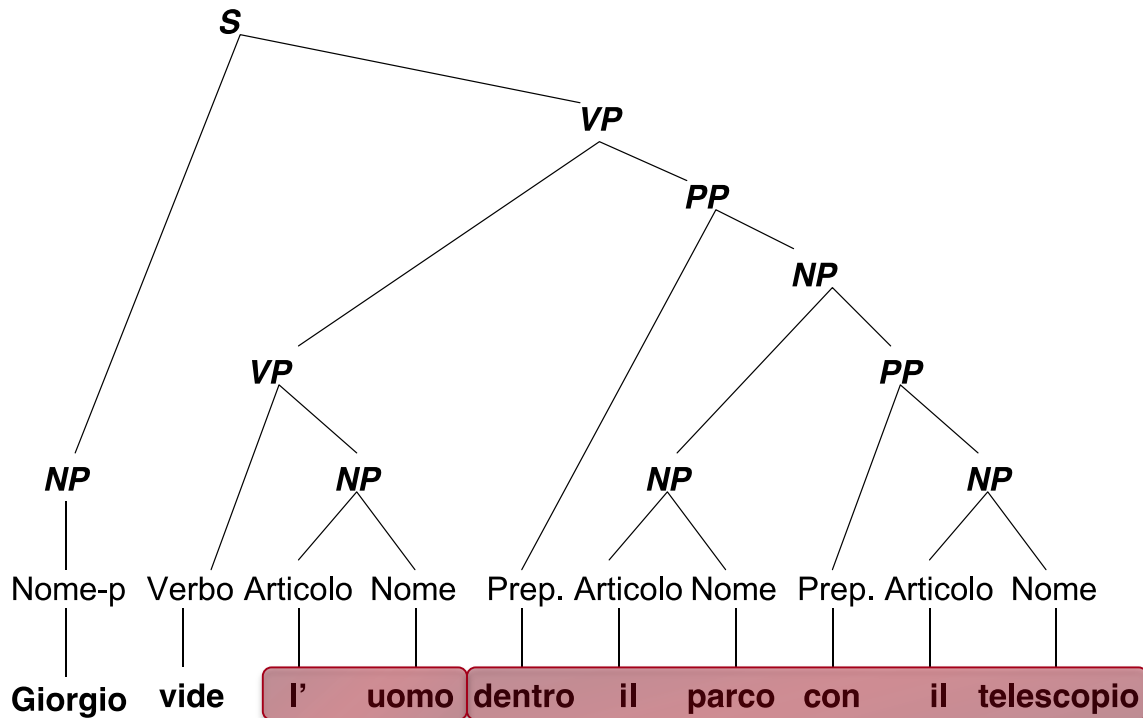 S
VP
PP
NP
VP PP
NP NP NP NP
Nome-p Verbo Articolo Nome Prep. Articolo Nome Prep. Articolo Nome
Giorgio vide l' uomo dentro il parco con il telescopio